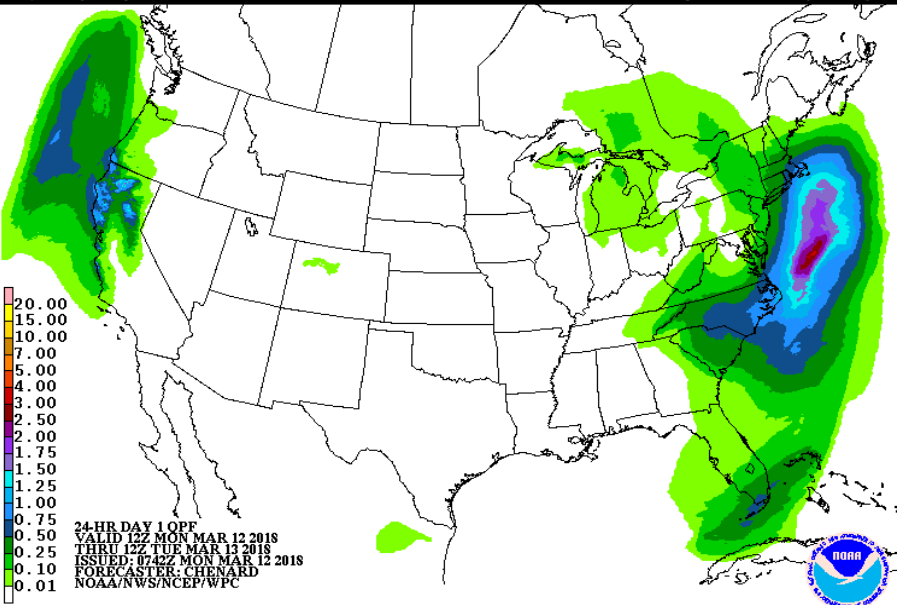 20.00
15.00
10.00
7.00
5.00
4.00
3.00
2.50
2.00
1.75
1.50
1.25
1.00
0.75
0.50
0.25
0.10
0.01
24-HR DAY 1 QPF
VALID 12Z MON MAR 12 2018
THRU 12Z TUE MAR 13 2018
ISSUED: 0742Z MON MAR 12 2018
FORECASTER: CHENARD
NOAA/NWS/NCEP/WPC
NOAA